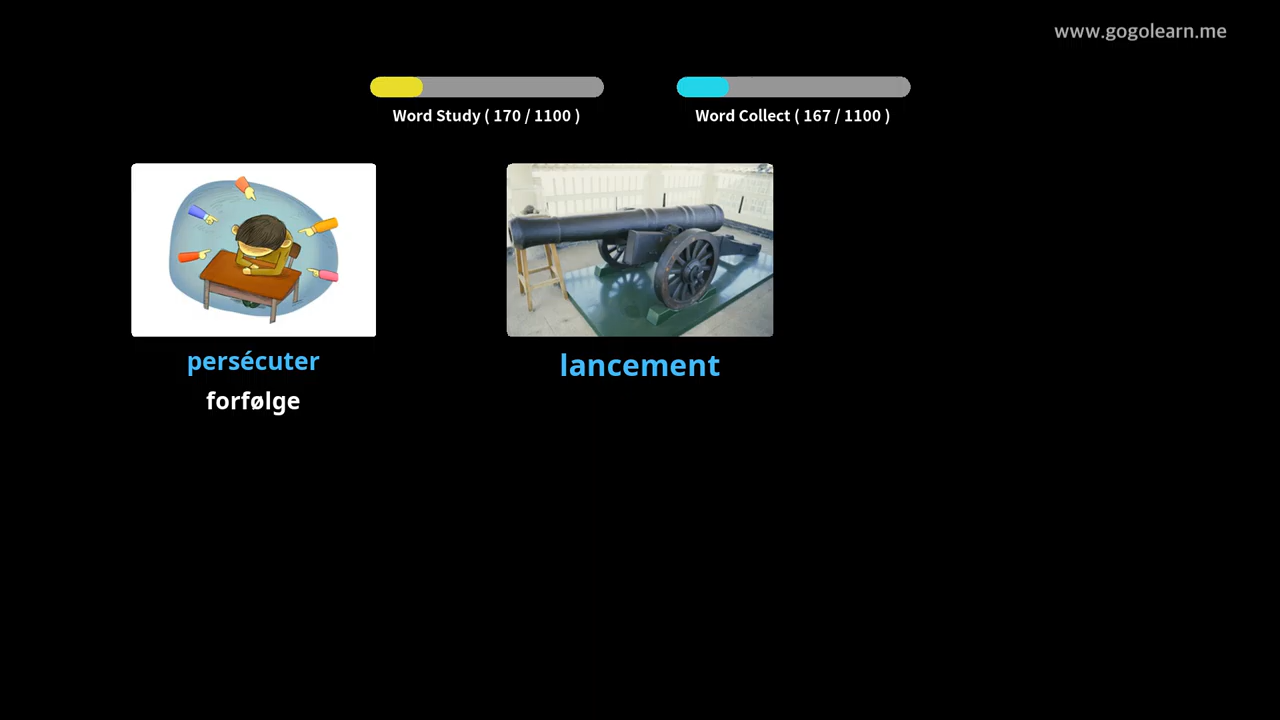 www.gogolearn.me
Word Study ( 170 / 1100 )
Word Collect ( 167 / 1100 )
persécuter
forfølge
lancement